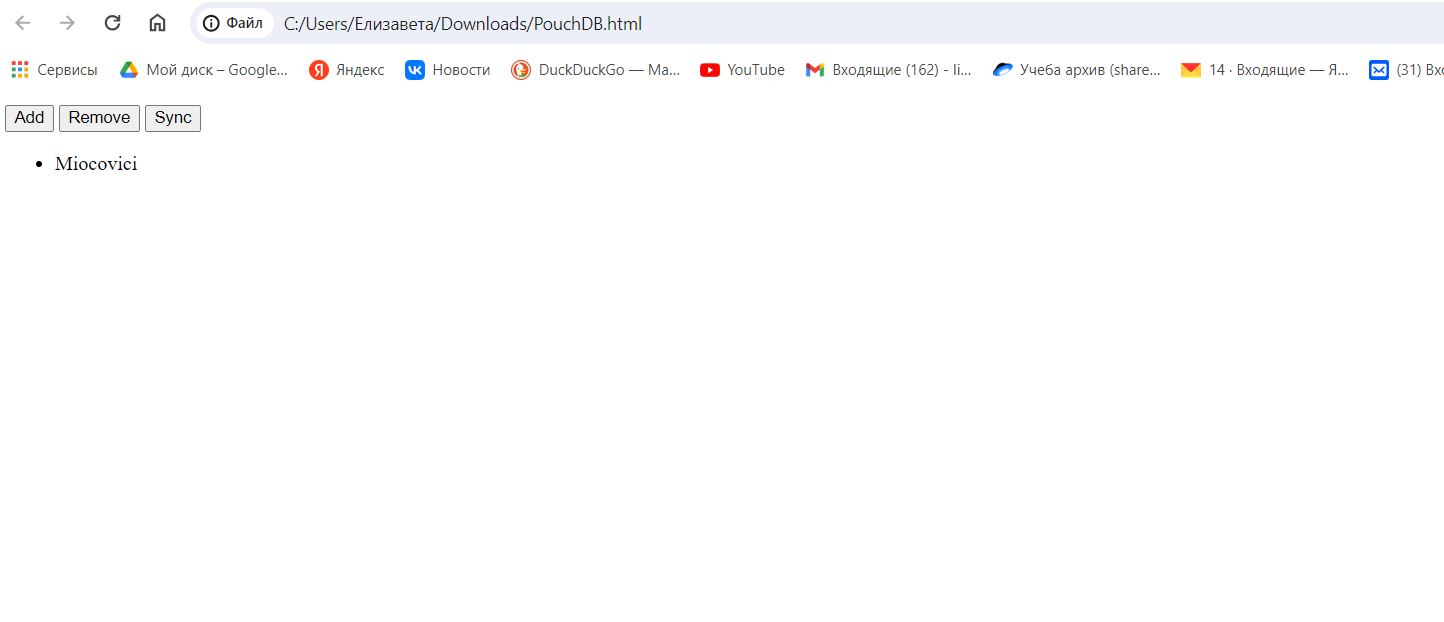 Файл C:/Users/Елизавета/Downloads/PouchDB.html
Сервисы Мой диск – Google... Я Яндекс Новости DuckDuckGo — Ma... YouTube Входящие (162) - li... Учеба архив (share... 14 · Входящие — Я... (31) Вхо
Add Remove Sync
• Miocovici